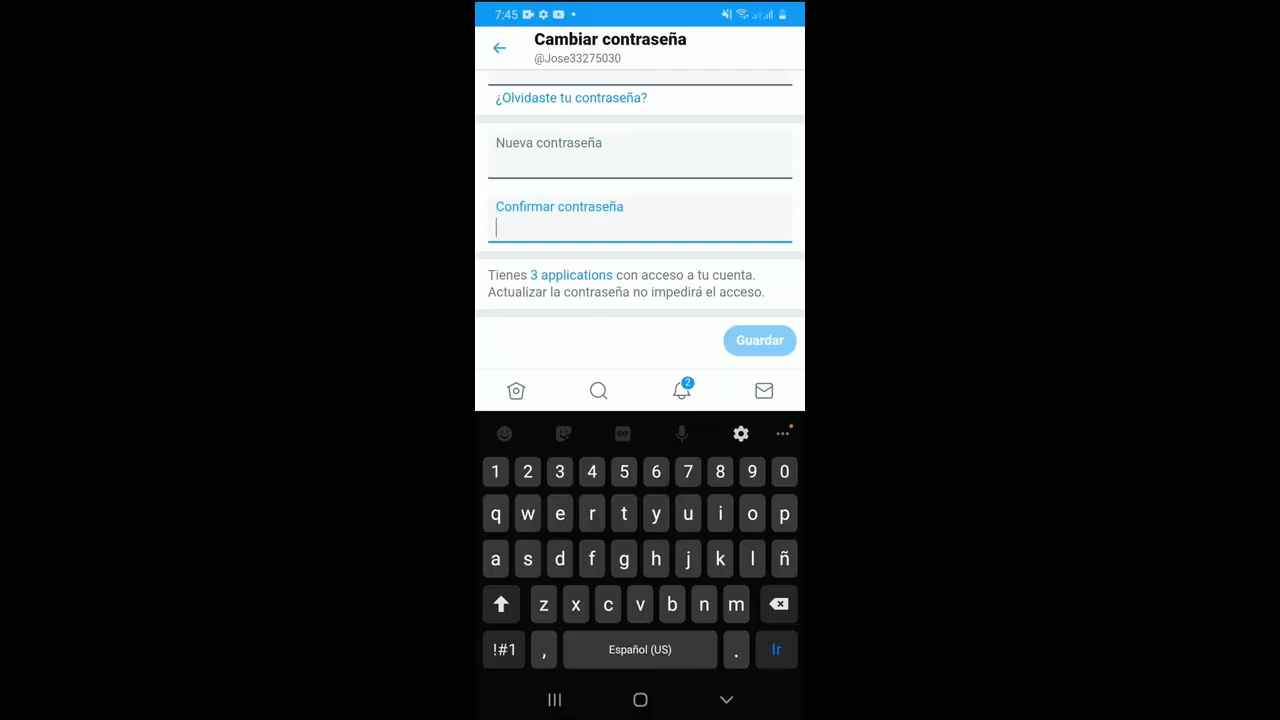 7:45
Cambiar contraseña
@Jose33275030
¿Olvidaste tu contraseña?
Nueva contraseña
Confirmar contraseña
Tienes 3 applications con acceso a tu cuenta.
Actualizar la contraseña no impedirá el acceso.
Guardar
2
GIF
1 2 3 4 5 6 7 8 9 0
q w e r t y u i o p
a s d f g h j k l ñ
z x c v b n m
!#1 , Español (US) . Ir